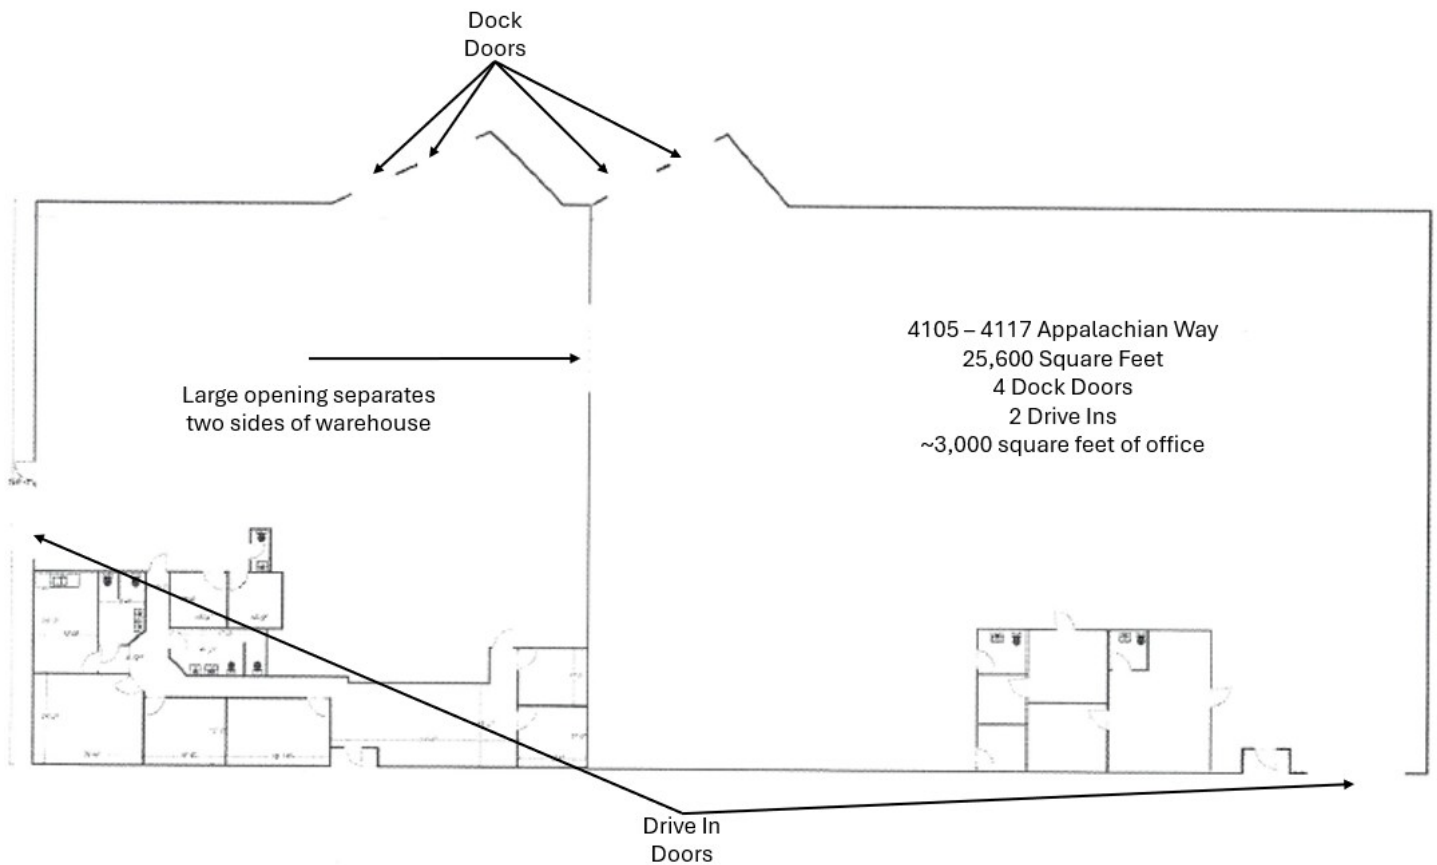 Dock
Doors
4105 – 4117 Appalachian Way
25,600 Square Feet
4 Dock Doors
2 Drive Ins
~3,000 square feet of office
Large opening separates
two sides of warehouse
Drive In
Doors